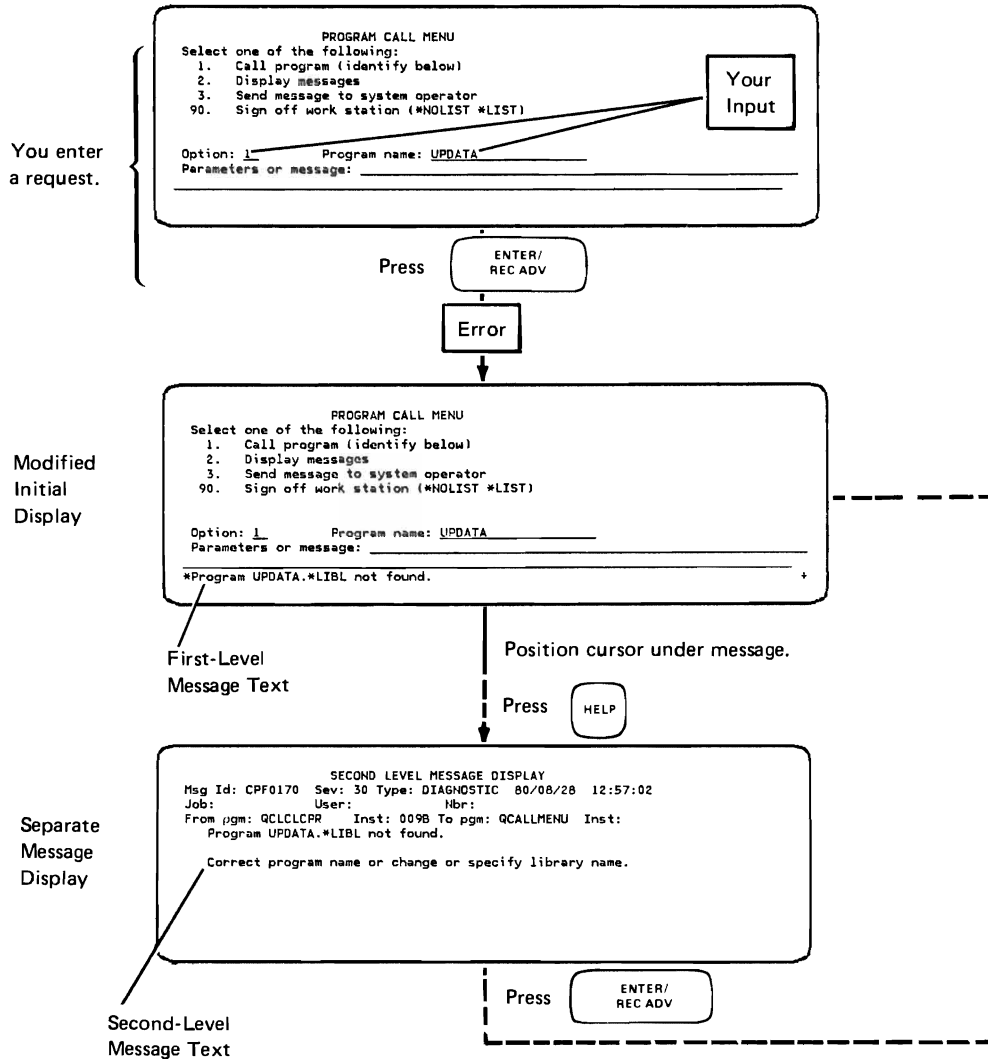 You enter
a request.
PROGRAM CALL MENU
Select one of the following:
1. Call program (identify below)
2. Display messages
3. Send message to system operator
90. Sign off work station (*NOLIST *LIST)
Your
Input
Option: 1 Program name: UPDATA
Parameters or message:
Press
ENTER/
REC ADV
Error
Modified
Initial
Display
PROGRAM CALL MENU
Select one of the following:
1. Call program (identify below)
2. Display messages
3. Send message to system operator
90. Sign off work station (*NOLIST *LIST)
Option: 1 Program name: UPDATA
Parameters or message:
*Program UPDATA.*LIBL not found. +
First-Level
Message Text
Position cursor under message.
Press
HELP
Separate
Message
Display
SECOND LEVEL MESSAGE DISPLAY
Msg Id: CPF0170 Sev: 30 Type: DIAGNOSTIC 80/08/28 12:57:02
Job: User: Nbr:
From pgm: QCLCLCPR Inst: 009B To pgm: QCALLMENU Inst:
Program UPDATA.*LIBL not found.
Correct program name or change or specify library name.
Press
ENTER/
REC ADV
Second-Level
Message Text